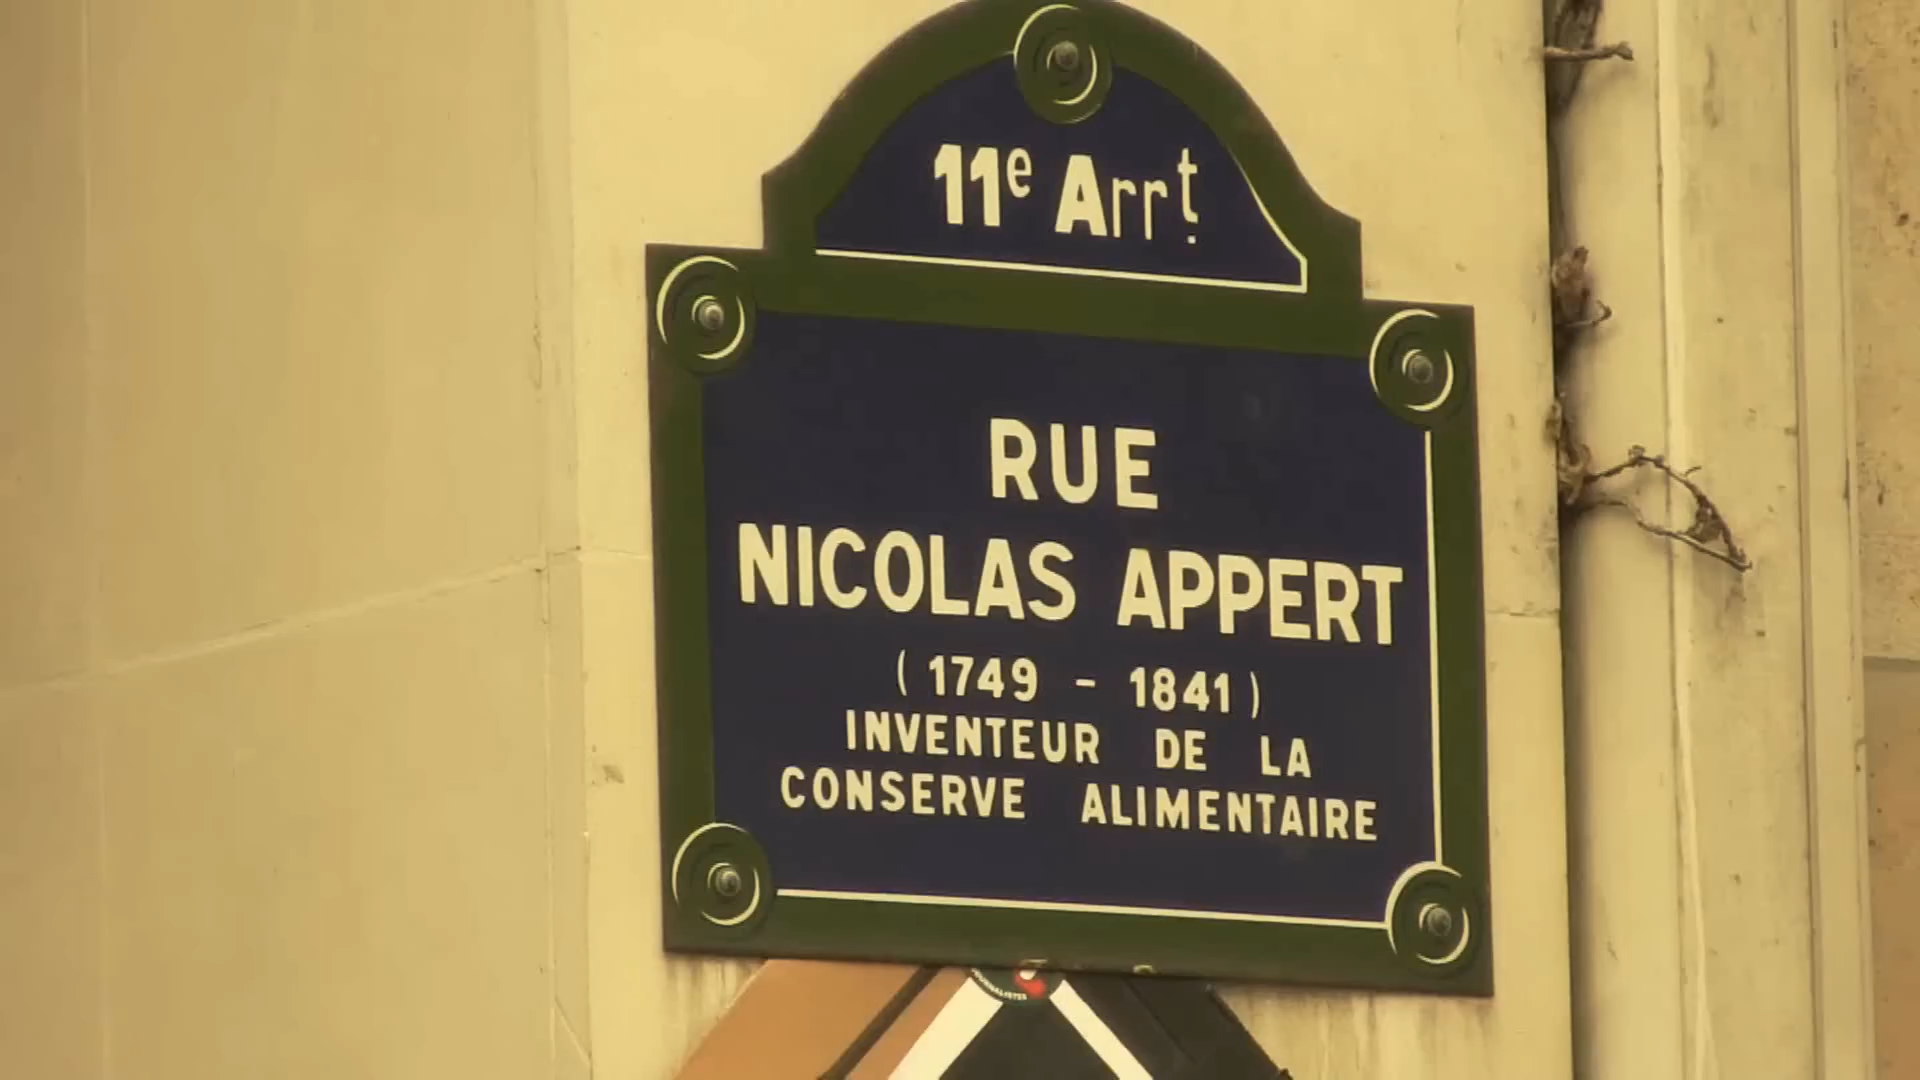 11e Arrt.
RUE
NICOLAS APPERT
(1749 - 1841)
INVENTEUR DE LA
CONSERVE ALIMENTAIRE